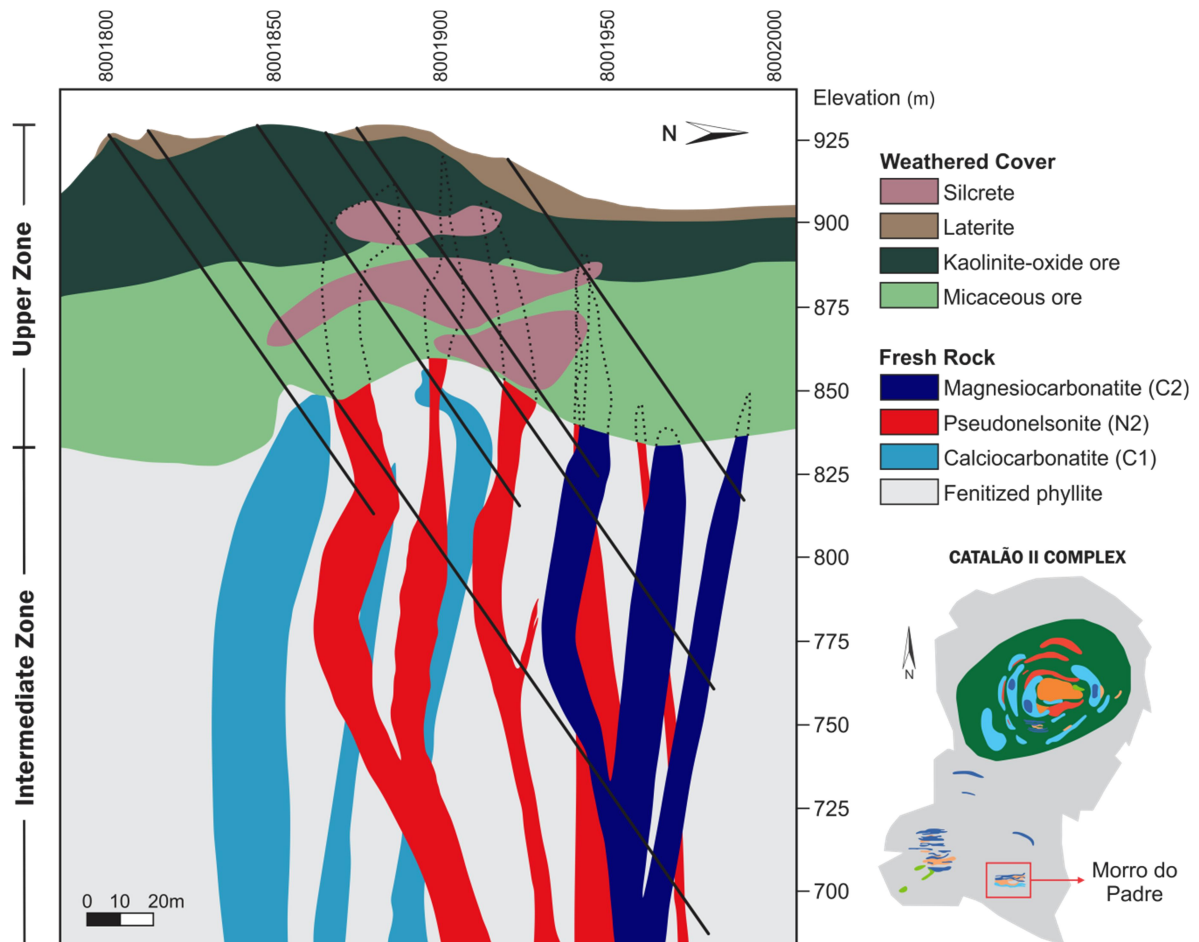 8001800
8001850
8001900
8001950
8002000
Elevation (m)
N
925
900
875
850
825
800
775
750
725
700
Upper Zone
Intermediate Zone
0 10 20m
Weathered Cover
Silcrete
Laterite
Kaolinite-oxide ore
Micaceous ore
Fresh Rock
Magnesiocarbonatite (C2)
Pseudonelsonite (N2)
Calciocarbonatite (C1)
Fenitized phyllite
CATALÃO II COMPLEX
N
Morro do
Padre